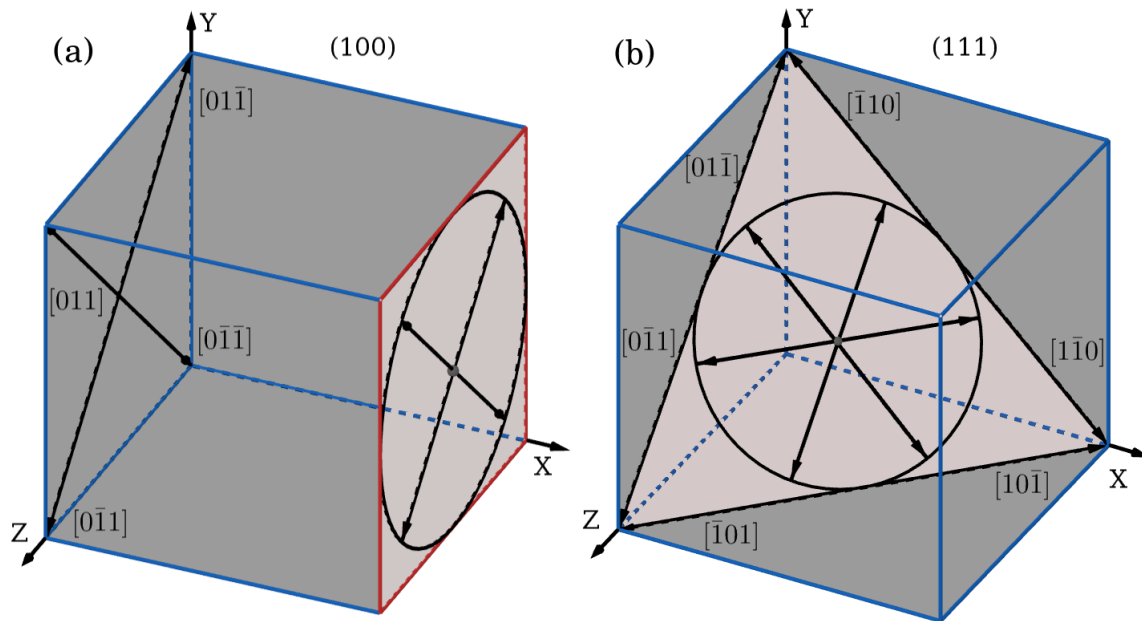 (a)
Y
(100)
[01̄1̄]
[011]
[01̄1̄]
[01̄1]
Z
X
(b)
Y
(111)
[1̄10]
[011̄]
[01̄1]
[11̄0]
[101̄]
[1̄01]
Z
X